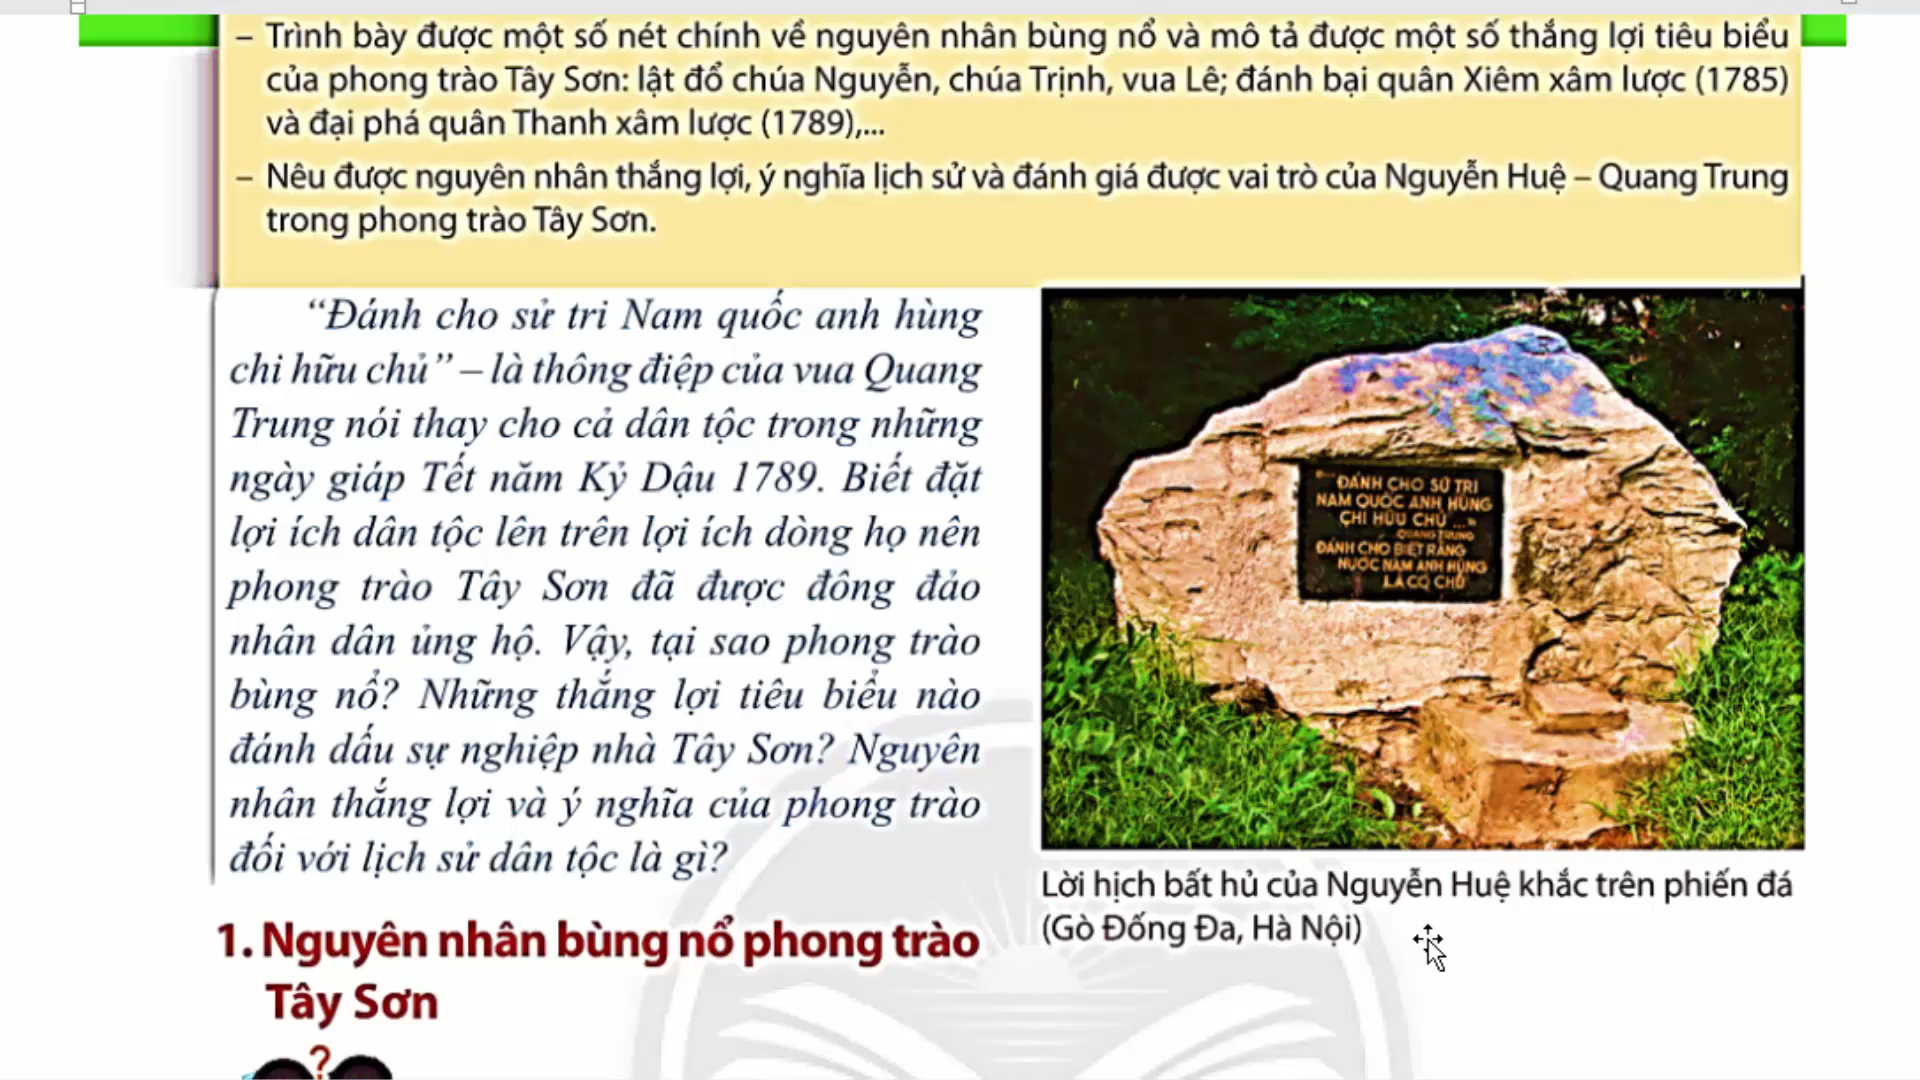 – Trình bày được một số nét chính về nguyên nhân bùng nổ và mô tả được một số thắng lợi tiêu biểu
của phong trào Tây Sơn: lật đổ chúa Nguyễn, chúa Trịnh, vua Lê; đánh bại quân Xiêm xâm lược (1785)
và đại phá quân Thanh xâm lược (1789),...
– Nêu được nguyên nhân thắng lợi, ý nghĩa lịch sử và đánh giá được vai trò của Nguyễn Huệ – Quang Trung
trong phong trào Tây Sơn.
“Đánh cho sử tri Nam quốc anh hùng
chi hữu chủ” – là thông điệp của vua Quang
Trung nói thay cho cả dân tộc trong những
ngày giáp Tết năm Kỷ Dậu 1789. Biết đặt
lợi ích dân tộc lên trên lợi ích dòng họ nên
phong trào Tây Sơn đã được đông đảo
nhân dân ủng hộ. Vậy, tại sao phong trào
bùng nổ? Những thắng lợi tiêu biểu nào
đánh dấu sự nghiệp nhà Tây Sơn? Nguyên
nhân thắng lợi và ý nghĩa của phong trào
đối với lịch sử dân tộc là gì?
"... ĐÁNH CHO SỬ TRI
NAM QUỐC ANH HÙNG
CHI HỮU CHỦ ..."
QUANG TRUNG
ĐÁNH CHO BIẾT RẰNG
NƯỚC NAM ANH HÙNG
LÀ CÓ CHỦ
Lời hịch bất hủ của Nguyễn Huệ khắc trên phiến đá
(Gò Đống Đa, Hà Nội)
1. Nguyên nhân bùng nổ phong trào
Tây Sơn
?